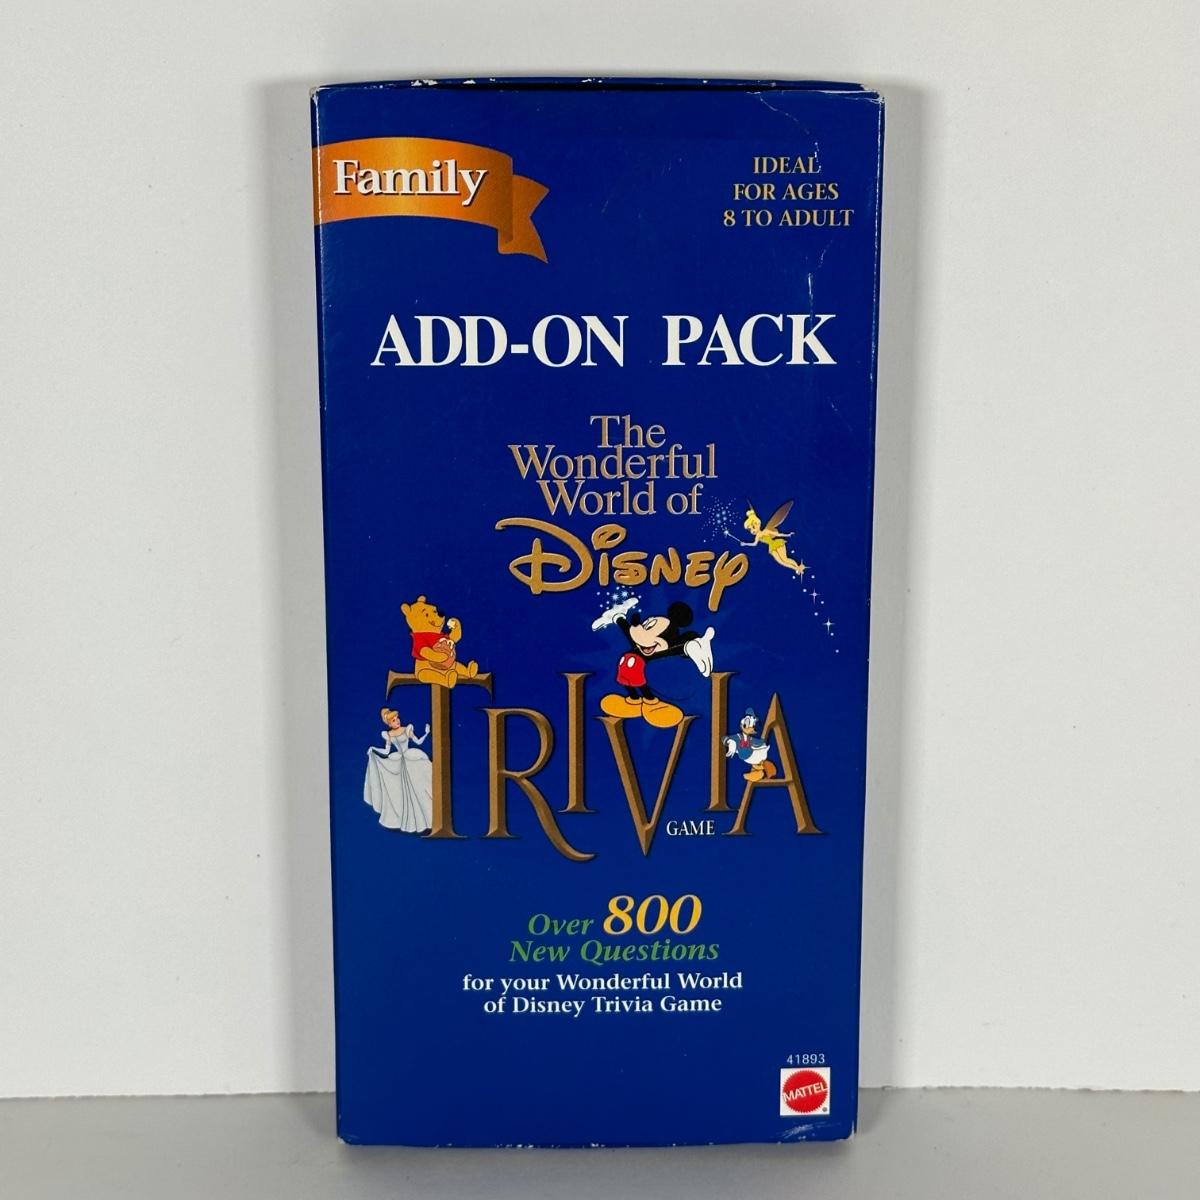 Family
IDEAL
FOR AGES
8 TO ADULT
ADD-ON PACK
The
Wonderful
World of
Disney
TRIVIA
GAME
Over 800
New Questions
for your Wonderful World
of Disney Trivia Game
41893
MATTEL
®